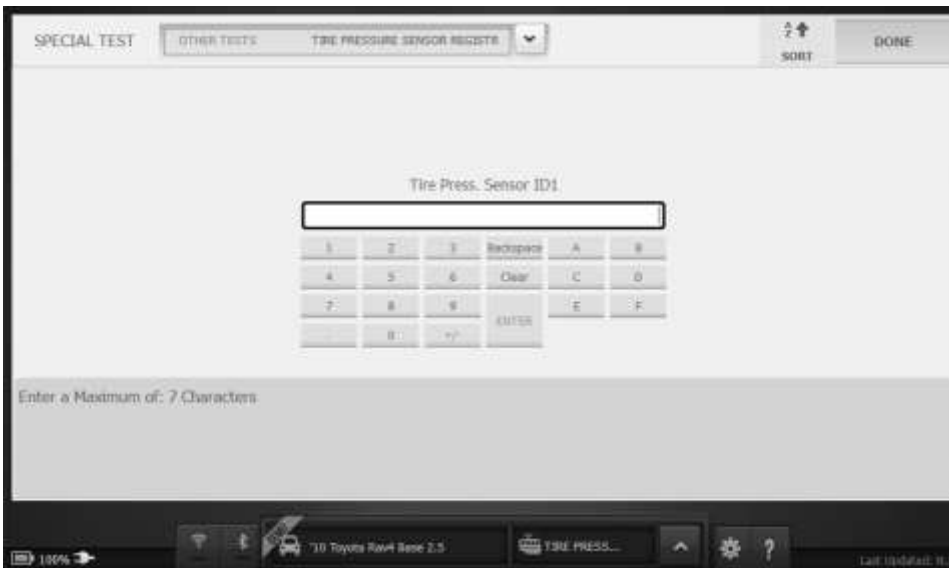 SPECIAL TEST
OTHER TESTS
TIRE PRESSURE SENSOR REGISTR
SORT
DONE
Tire Press. Sensor ID1
1 2 3 Backspace A B
4 5 6 Clear C D
7 8 9 ENTER E F
0 +/-
Enter a Maximum of: 7 Characters
100%
'10 Toyota Rav4 Base 2.5
TIRE PRESS...
?
Last Updated: